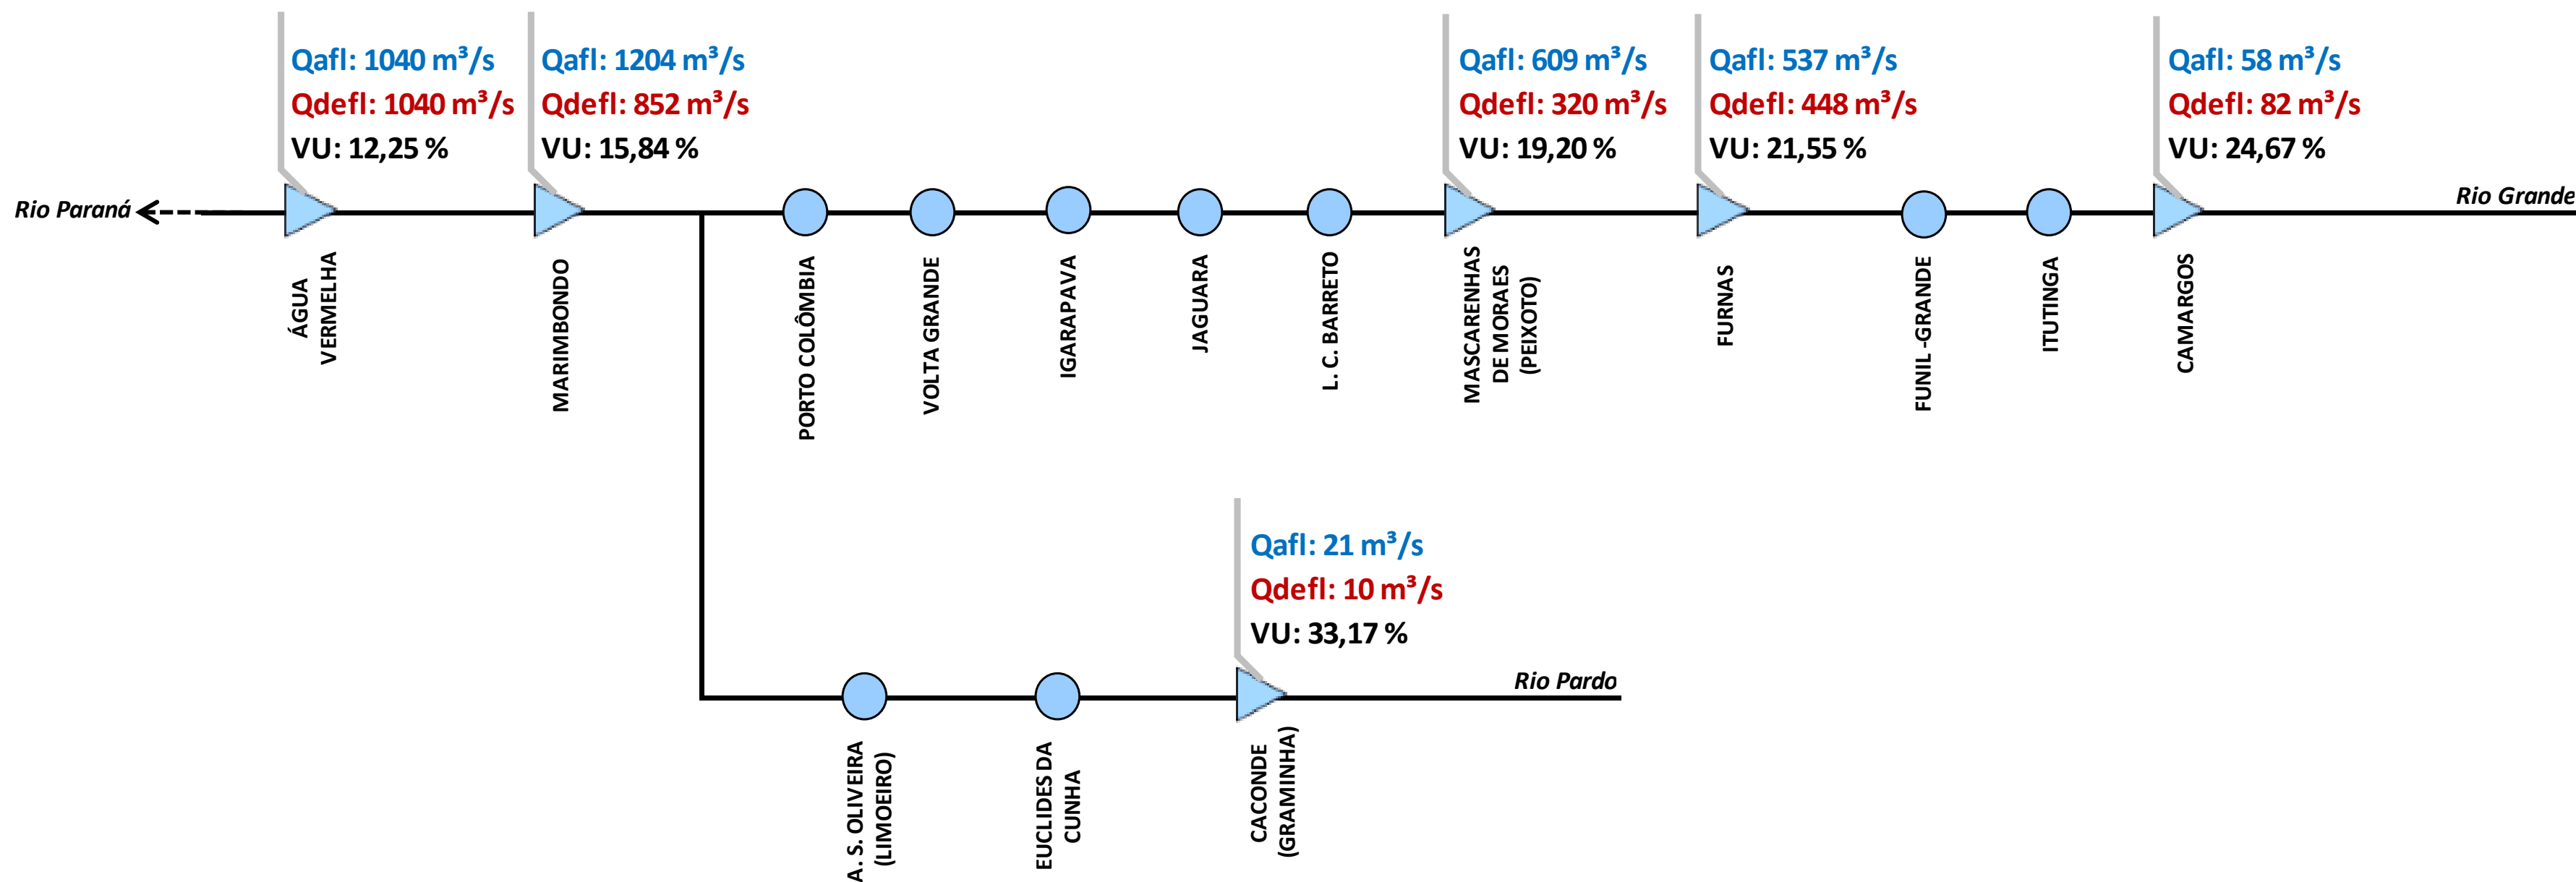 Qafl: 1040 m³/s
Qdefl: 1040 m³/s
VU: 12,25 %
Qafl: 1204 m³/s
Qdefl: 852 m³/s
VU: 15,84 %
Qafl: 609 m³/s
Qdefl: 320 m³/s
VU: 19,20 %
Qafl: 537 m³/s
Qdefl: 448 m³/s
VU: 21,55 %
Qafl: 58 m³/s
Qdefl: 82 m³/s
VU: 24,67 %
Rio Paraná
Rio Grande
ÁGUA
VERMELHA
MARIMBONDO
PORTO COLÔMBIA
VOLTA GRANDE
IGARAPAVA
JAGUARA
L. C. BARRETO
MASCARENHAS
DE MORAES
(PEIXOTO)
FURNAS
FUNIL -GRANDE
ITUTINGA
CAMARGOS
Qafl: 21 m³/s
Qdefl: 10 m³/s
VU: 33,17 %
Rio Pardo
A. S. OLIVEIRA
(LIMOEIRO)
EUCLIDES DA
CUNHA
CACONDE
(GRAMINHA)